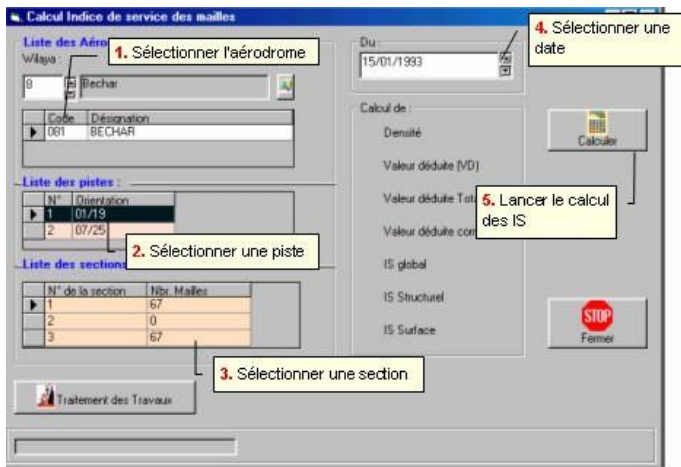 Calcul Indice de service des mailles
Liste des Aéro
1. Sélectionner l'aérodrome
Wilaya :
8 Bechar
Code Désignation
081 BECHAR
Liste des pistes :
N° Orientation
1 01/19
2 07/25
2. Sélectionner une piste
Liste des sections
N° de la section Nbr. Mailles
1 67
2 0
3 67
3. Sélectionner une section
Traitement des Travaux
Du :
15/01/1993
4. Sélectionner une
date
Calcul de :
Densité
Valeur déduite (VD)
Valeur déduite Tot
Valeur déduite corr
IS global
IS Structurel
IS Surface
Calculer
5. Lancer le calcul
des IS
STOP
Fermer